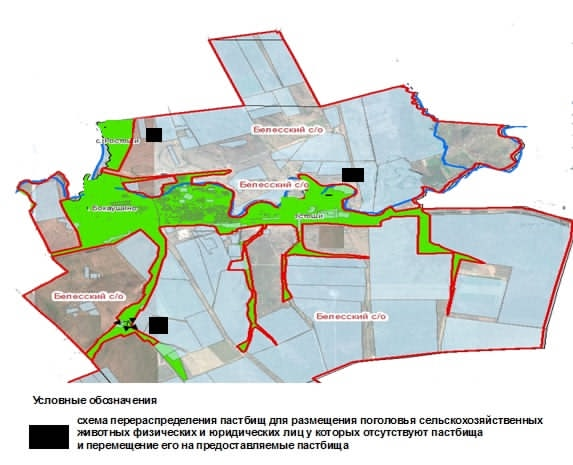 Белесский с/о
Белесский с/о
Белесский с/о
Белесский с/о
Условные обозначения
схема перераспределения пастбищ для размещения поголовья сельскохозяйственных
животных физических и юридических лиц у которых отсутствуют пастбища
и перемещение его на предоставляемые пастбища